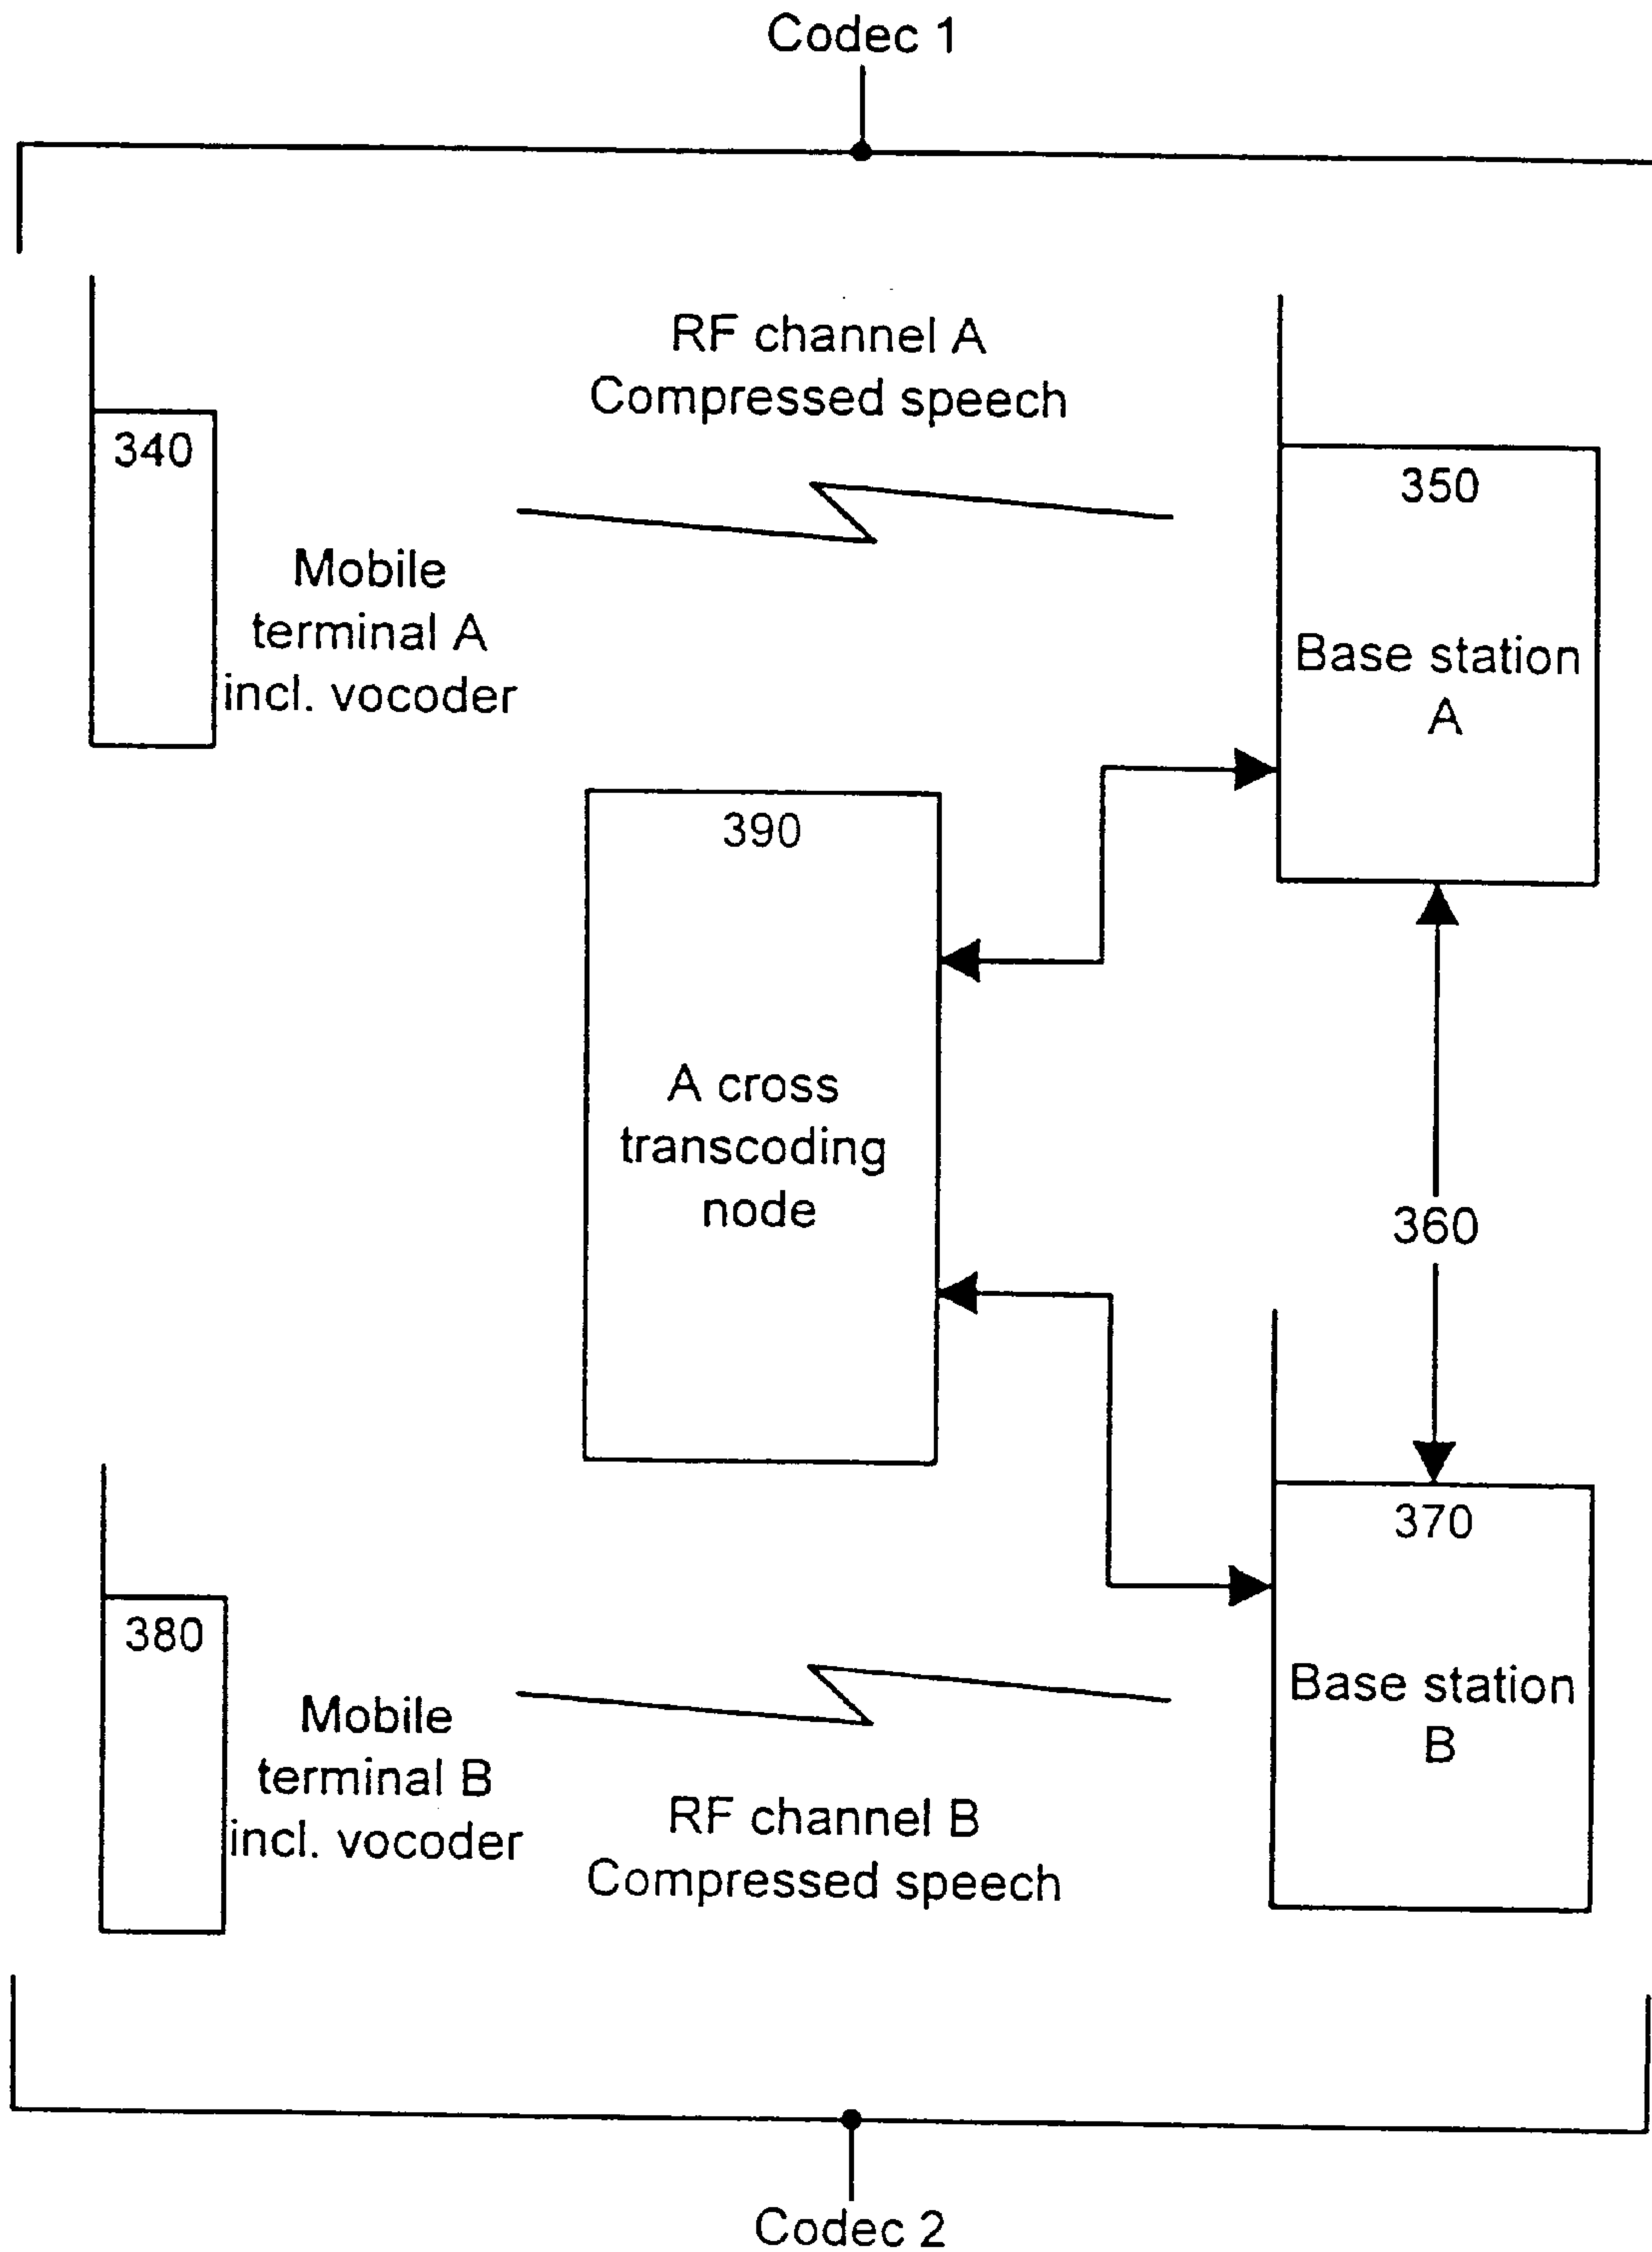 Codec 1
RF channel A
Compressed speech
340
350
Mobile
terminal A
incl. vocoder
Base station
A
390
A cross
transcoding
node
360
370
380
Mobile
terminal B
incl. vocoder
Base station
B
RF channel B
Compressed speech
Codec 2